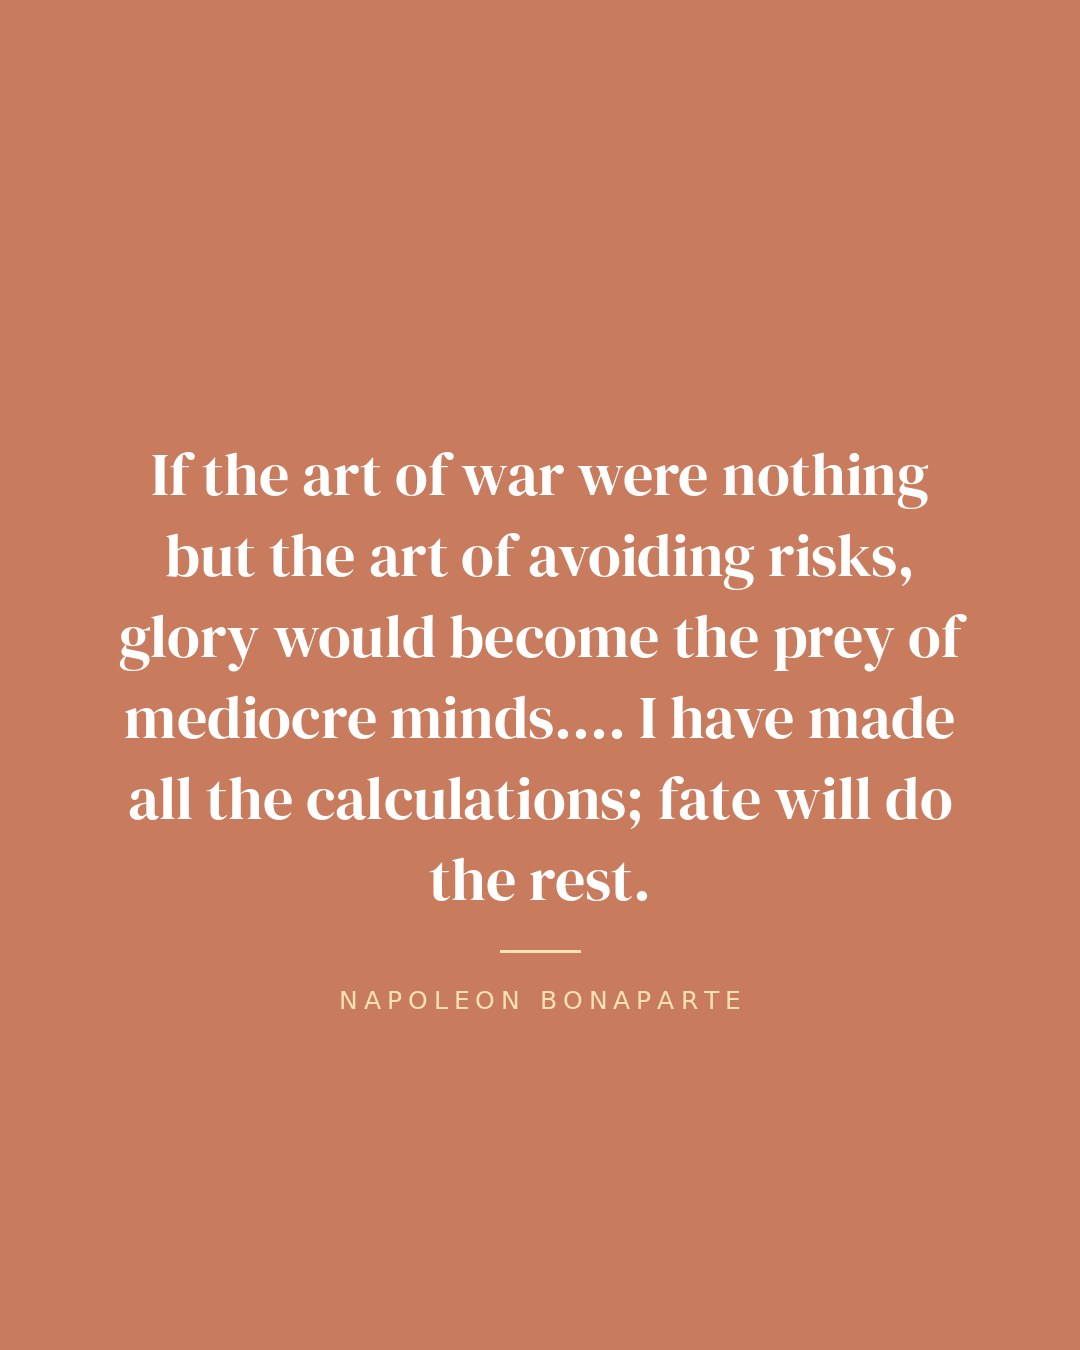 If the art of war were nothing
but the art of avoiding risks,
glory would become the prey of
mediocre minds.... I have made
all the calculations; fate will do
the rest.
NAPOLEON BONAPARTE